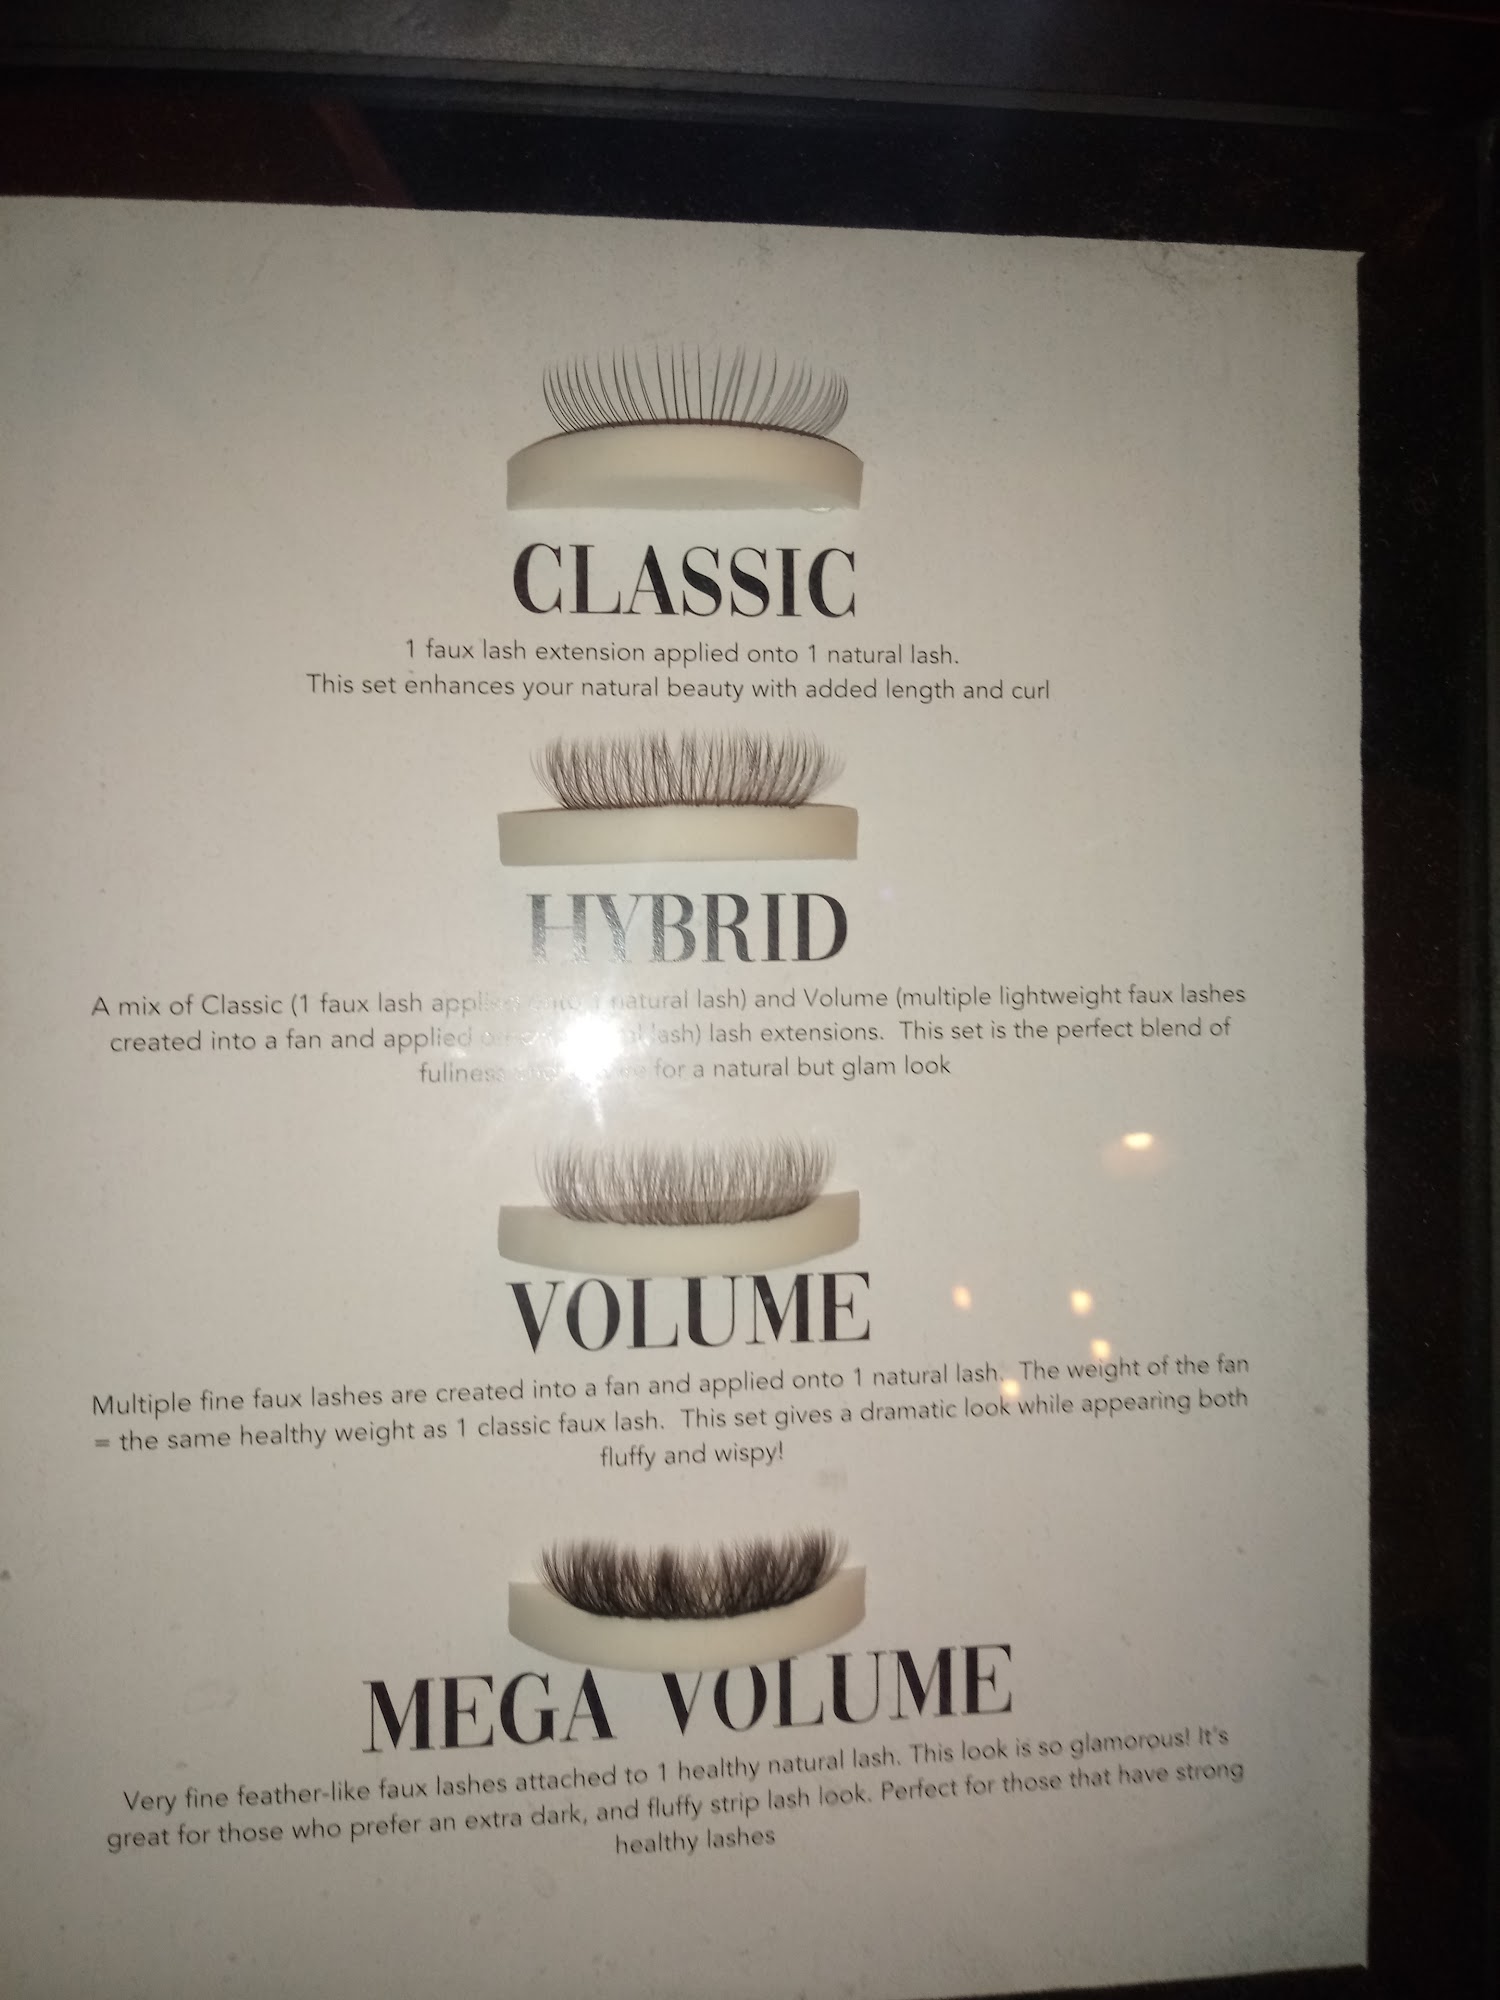 CLASSIC
1 faux lash extension applied onto 1 natural lash.
This set enhances your natural beauty with added length and curl
HYBRID
A mix of Classic (1 faux lash applied onto 1 natural lash) and Volume (multiple lightweight faux lashes
created into a fan and applied lash) lash extensions. This set is the perfect blend of
fullness for a natural but glam look
VOLUME
Multiple fine faux lashes are created into a fan and applied onto 1 natural lash. The weight of the fan
= the same healthy weight as 1 classic faux lash. This set gives a dramatic look while appearing both
fluffy and wispy!
MEGA VOLUME
Very fine feather-like faux lashes attached to 1 healthy natural lash. This look is so glamorous! It's
great for those who prefer an extra dark, and fluffy strip lash look. Perfect for those that have strong
healthy lashes